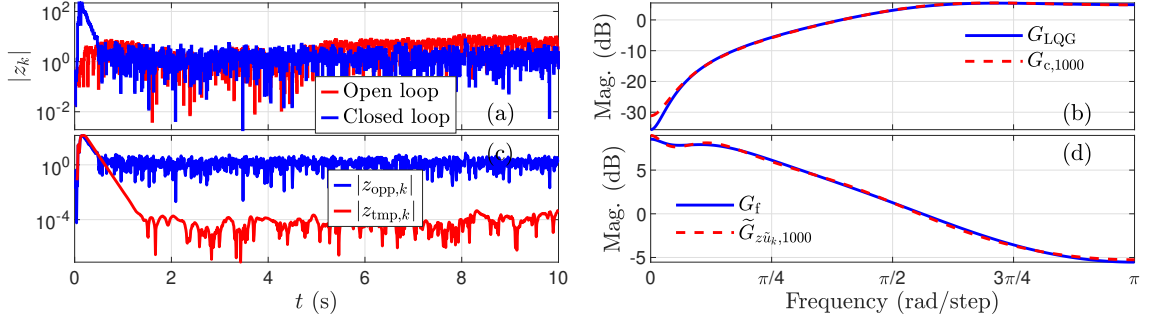 |z_k|
10^2
10^0
10^-2
Open loop
Closed loop
(a)
Mag. (dB)
0
-10
-20
-30
G_LQG
G_c,1000
(b)
10^0
10^-4
(c)
|z_opp,k|
|z_tmp,k|
0
2
4
6
8
10
t (s)
Mag. (dB)
5
0
-5
G_f
G̃_zũ_k,1000
(d)
0
π/4
π/2
3π/4
π
Frequency (rad/step)